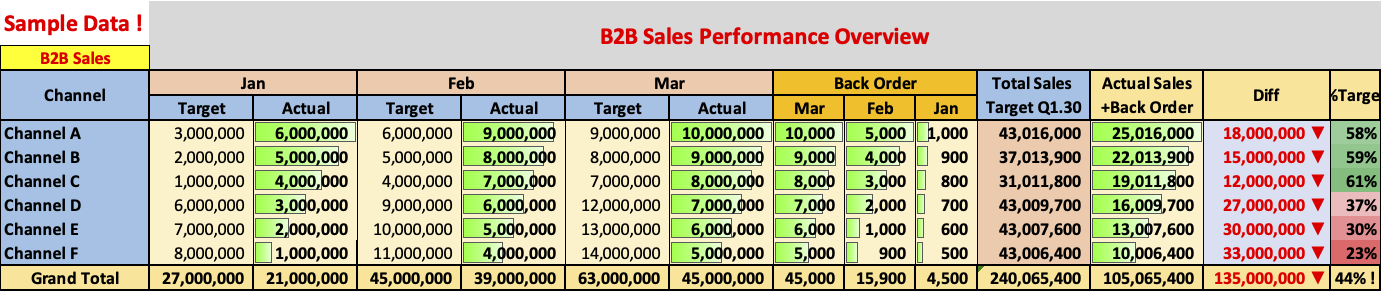 Sample Data !
B2B Sales Performance Overview
B2B Sales
Channel Jan Feb Mar Back Order Total Sales Target Q1.30 Actual Sales +Back Order Diff %Targe
Target Actual Target Actual Target Actual Mar Feb Jan
Channel A 3,000,000 6,000,000 6,000,000 9,000,000 9,000,000 10,000,000 10,000 5,000 1,000 43,016,000 25,016,000 18,000,000 ▼ 58%
Channel B 2,000,000 5,000,000 5,000,000 8,000,000 8,000,000 9,000,000 9,000 4,000 900 37,013,900 22,013,900 15,000,000 ▼ 59%
Channel C 1,000,000 4,000,000 4,000,000 7,000,000 7,000,000 8,000,000 8,000 3,000 800 31,011,800 19,011,800 12,000,000 ▼ 61%
Channel D 6,000,000 3,000,000 9,000,000 6,000,000 12,000,000 7,000,000 7,000 2,000 700 43,009,700 16,009,700 27,000,000 ▼ 37%
Channel E 7,000,000 2,000,000 10,000,000 5,000,000 13,000,000 6,000,000 6,000 1,000 600 43,007,600 13,007,600 30,000,000 ▼ 30%
Channel F 8,000,000 1,000,000 11,000,000 4,000,000 14,000,000 5,000,000 5,000 900 500 43,006,400 10,006,400 33,000,000 ▼ 23%
Grand Total 27,000,000 21,000,000 45,000,000 39,000,000 63,000,000 45,000,000 45,000 15,900 4,500 240,065,400 105,065,400 135,000,000 ▼ 44% !